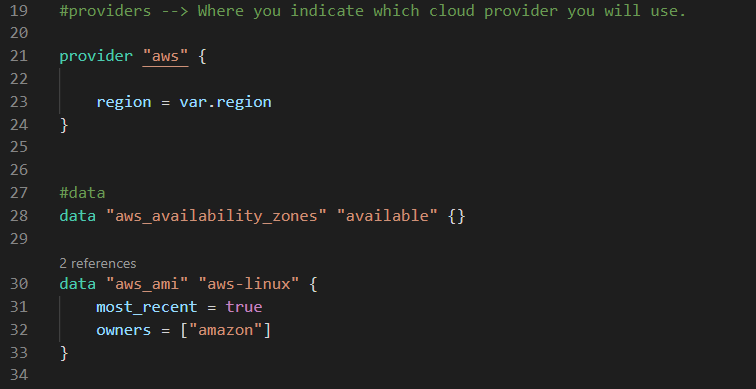 19 #providers --> Where you indicate which cloud provider you will use.
20
21 provider "aws" {
22
23 region = var.region
24 }
25
26
27 #data
28 data "aws_availability_zones" "available" {}
29
2 references
30 data "aws_ami" "aws-linux" {
31 most_recent = true
32 owners = ["amazon"]
33 }
34